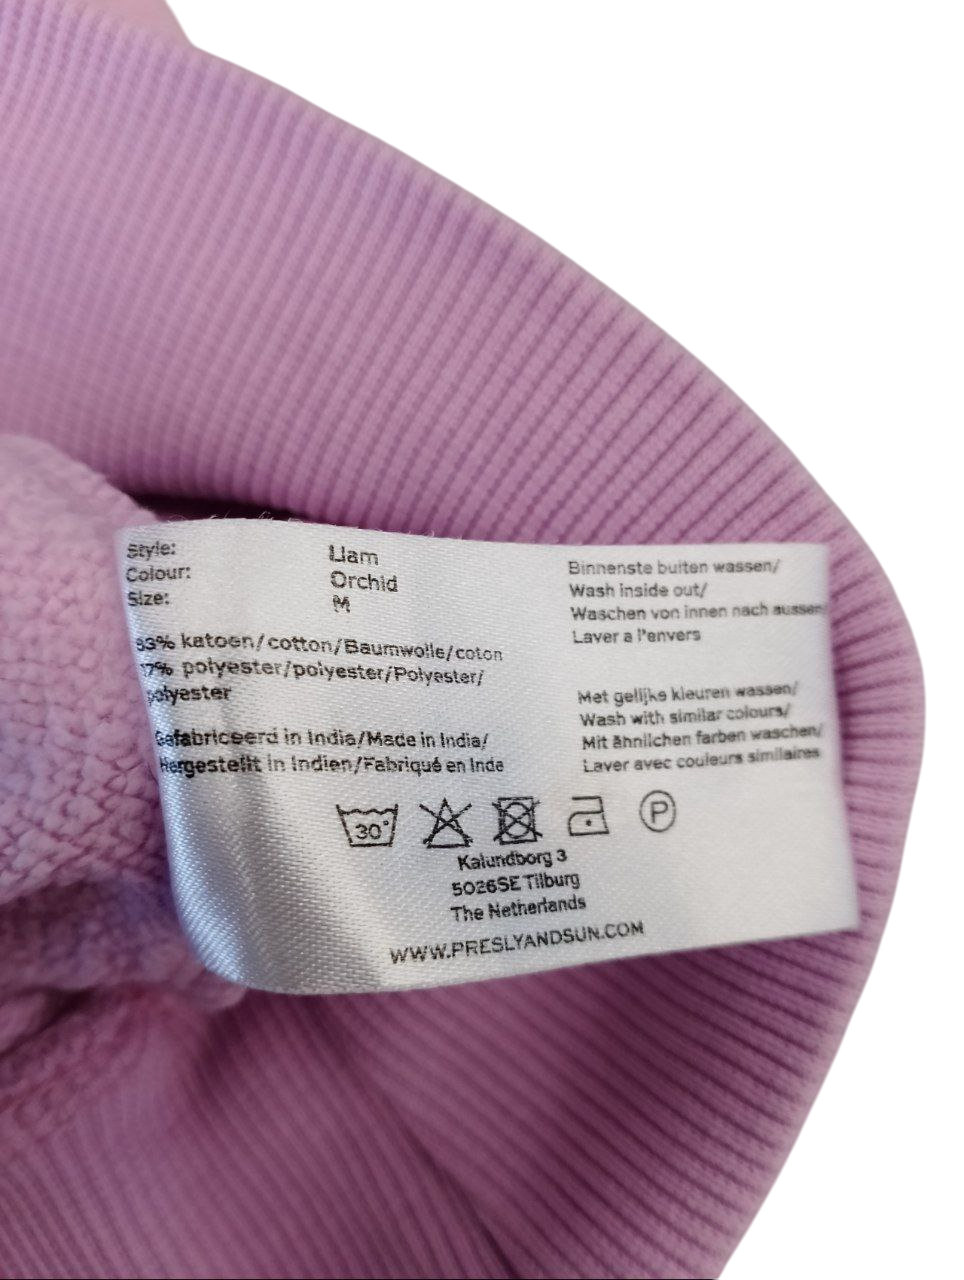 Style: Liam
Colour: Orchid
Size: M
83% katoen/cotton/Baumwolle/coton
17% polyester/polyester/Polyester/
polyester
Gefabriceerd in India/Made in India/
Hergestellt in Indien/Fabriqué en Inde
Binnenste buiten wassen/
Wash inside out/
Waschen von innen nach aussen/
Laver a l'envers
Met gelijke kleuren wassen/
Wash with similar colours/
Mit ähnlichen farben waschen/
Laver avec couleurs similaires
30°
P
Kalundborg 3
5026SE Tilburg
The Netherlands
WWW.PRESLYANDSUN.COM